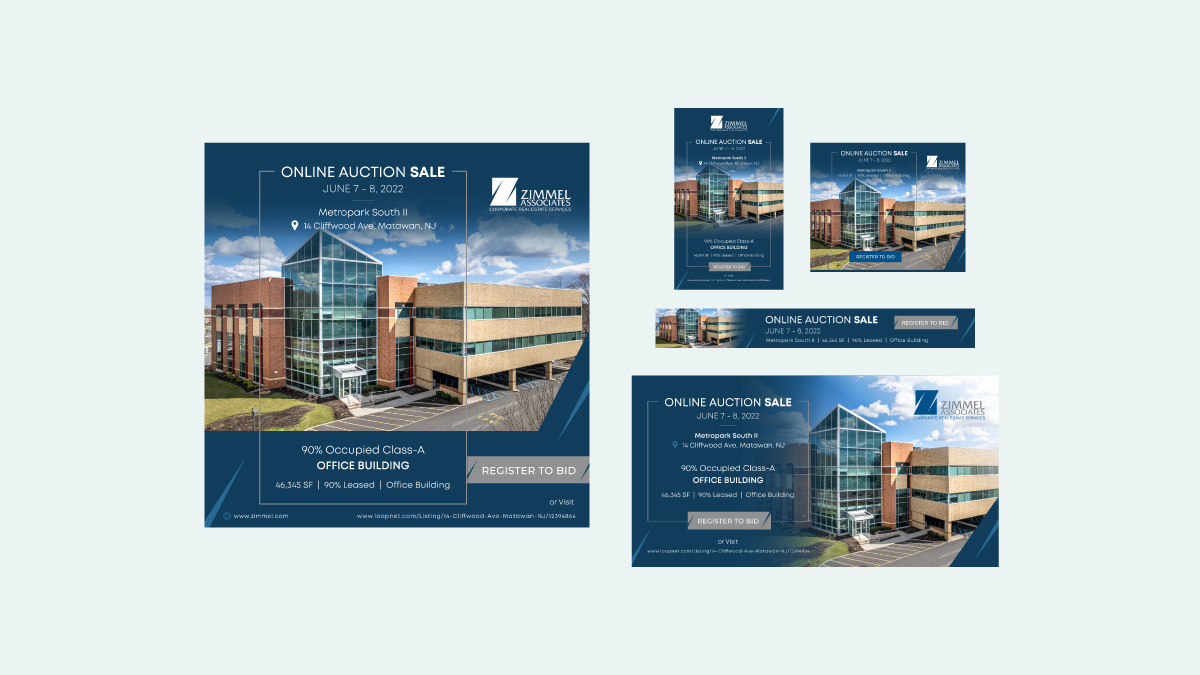 ONLINE AUCTION SALE
JUNE 7 - 8, 2022
Metropark South II
14 Cliffwood Ave, Matawan, NJ
ZIMMEL
ASSOCIATES
CORPORATE REAL ESTATE SERVICES
90% Occupied Class-A
OFFICE BUILDING
46,345 SF | 90% Leased | Office Building
REGISTER TO BID
or Visit
www.zimmel.com
www.loopnet.com/Listing/14-Cliffwood-Ave-Matawan-NJ/12394864
ZIMMEL
ASSOCIATES
ONLINE AUCTION SALE
JUNE 7 - 8, 2022
Metropark South II
14 Cliffwood Ave, Matawan, NJ
90% Occupied Class-A
OFFICE BUILDING
46,345 SF | 90% Leased | Office Building
REGISTER TO BID
ONLINE AUCTION SALE
JUNE 7 - 8, 2022
Metropark South II
46,345 SF | 90% Leased | Office Building
ZIMMEL
ASSOCIATES
REGISTER TO BID
ONLINE AUCTION SALE
JUNE 7 - 8, 2022
Metropark South II | 46,345 SF | 90% Leased | Office Building
REGISTER TO BID
ONLINE AUCTION SALE
JUNE 7 - 8, 2022
Metropark South II
14 Cliffwood Ave, Matawan, NJ
ZIMMEL
ASSOCIATES
CORPORATE REAL ESTATE SERVICES
90% Occupied Class-A
OFFICE BUILDING
46,345 SF | 90% Leased | Office Building
REGISTER TO BID
or Visit
www.loopnet.com/Listing/14-Cliffwood-Ave-Matawan-NJ/12394864